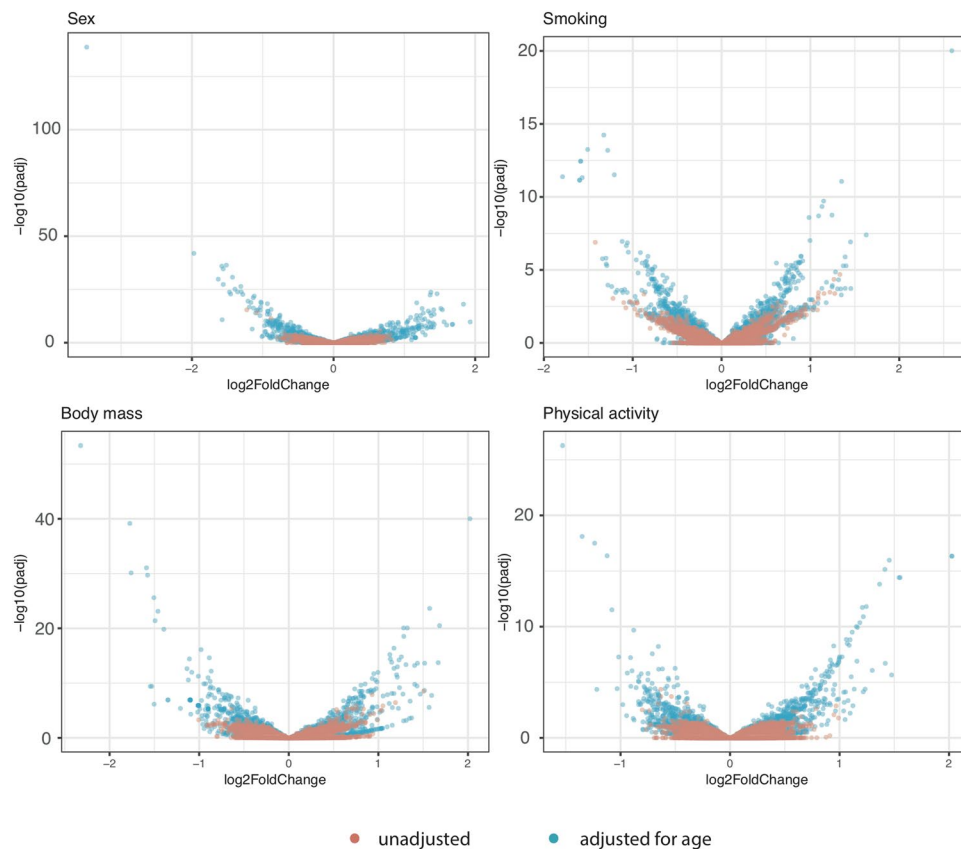 Sex
Smoking
100
50
0
−log10(padj)
−2
0
2
log2FoldChange
20
15
10
5
0
−log10(padj)
−2
−1
0
1
2
log2FoldChange
Body mass
Physical activity
40
20
0
−log10(padj)
−2
−1
0
1
2
log2FoldChange
20
10
0
−log10(padj)
−1
0
1
2
log2FoldChange
unadjusted
adjusted for age